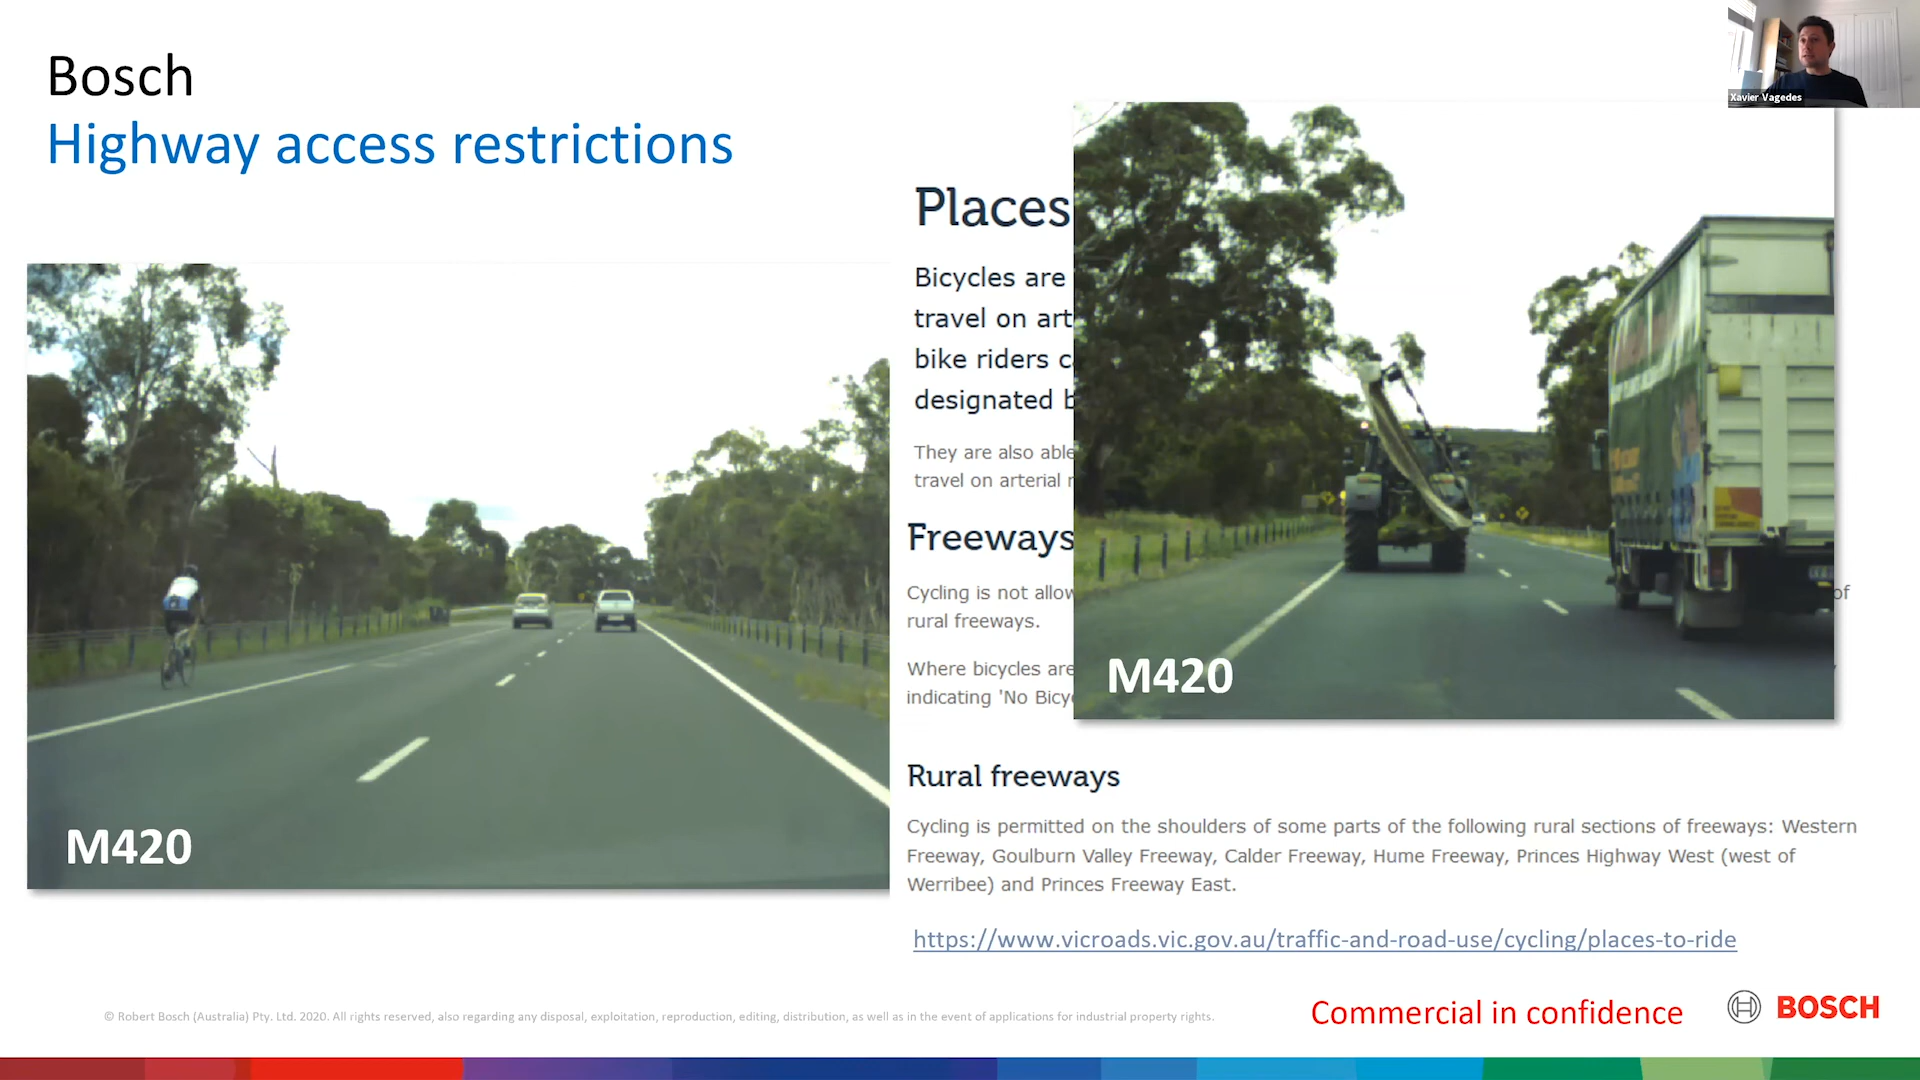 Bosch
Highway access restrictions
Xavier Vagedes
Places
Bicycles are
travel on art
bike riders c
designated b
They are also able
travel on arterial r
Freeways
Cycling is not allow
of
rural freeways.
Where bicycles are
indicating 'No Bicy
M420
M420
Rural freeways
Cycling is permitted on the shoulders of some parts of the following rural sections of freeways: Western
Freeway, Goulburn Valley Freeway, Calder Freeway, Hume Freeway, Princes Highway West (west of
Werribee) and Princes Freeway East.
https://www.vicroads.vic.gov.au/traffic-and-road-use/cycling/places-to-ride
© Robert Bosch (Australia) Pty. Ltd. 2020. All rights reserved, also regarding any disposal, exploitation, reproduction, editing, distribution, as well as in the event of applications for industrial property rights.
Commercial in confidence
BOSCH